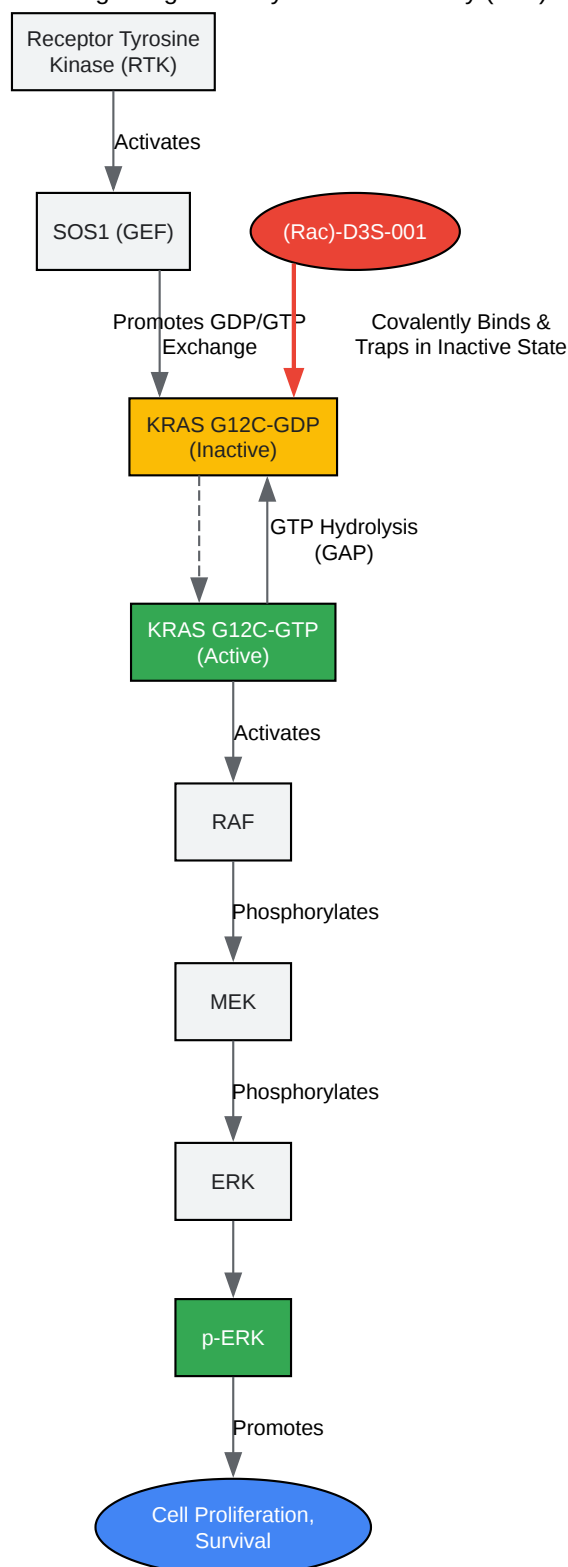 Receptor Tyrosine
Kinase (RTK)
Activates
SOS1 (GEF)
(Rac)-D3S-001
Promotes GDP/GTP
Exchange
Covalently Binds &
Traps in Inactive State
KRAS G12C-GDP
(Inactive)
GTP Hydrolysis
(GAP)
KRAS G12C-GTP
(Active)
Activates
RAF
Phosphorylates
MEK
Phosphorylates
ERK
p-ERK
Promotes
Cell Proliferation,
Survival